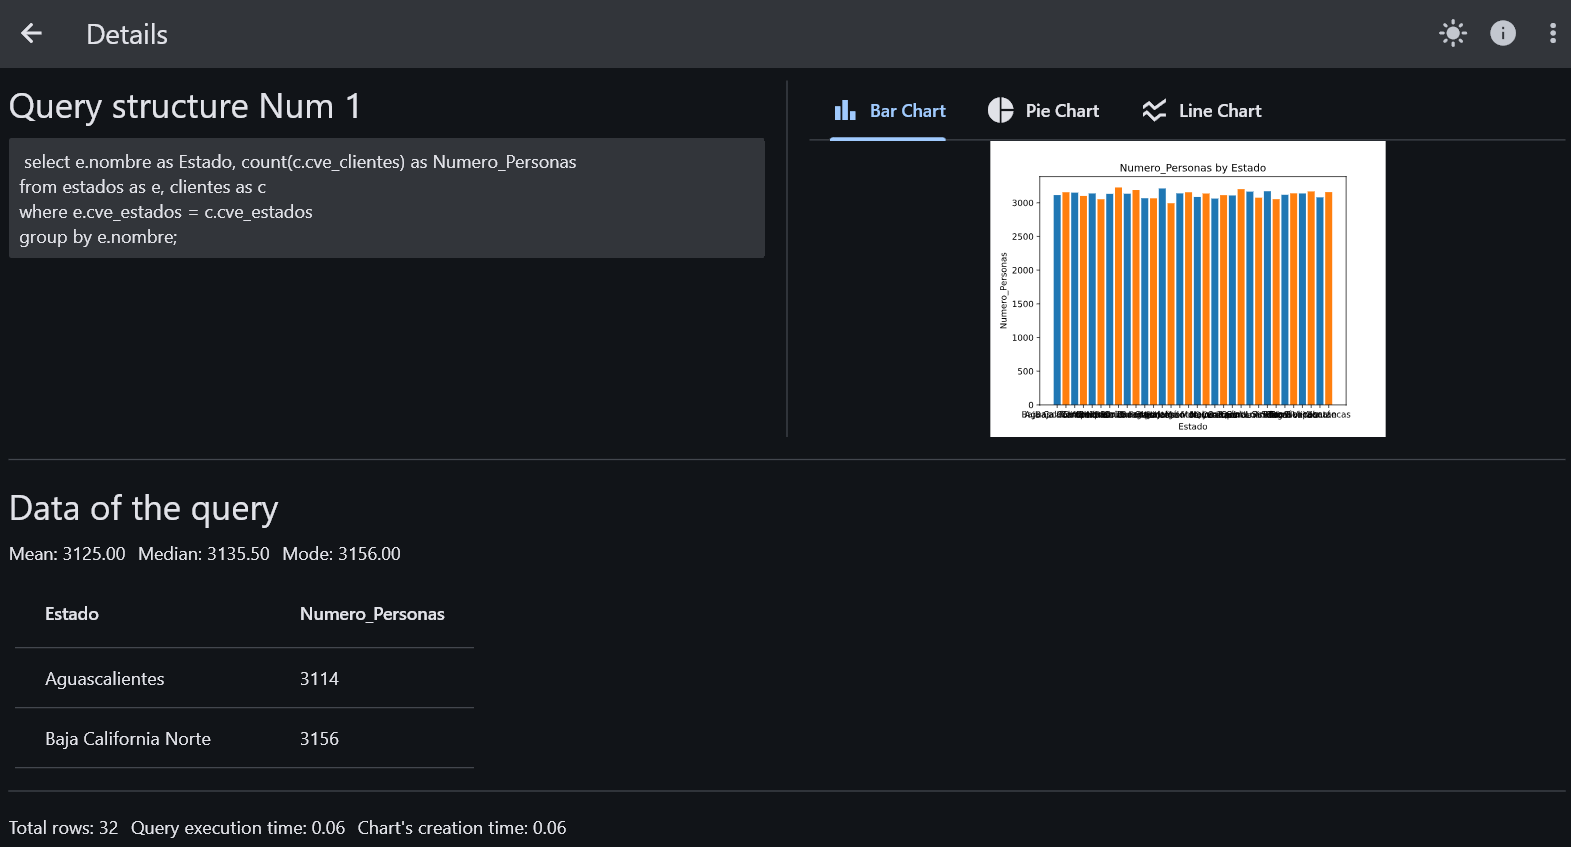 Details
Query structure Num 1
select e.nombre as Estado, count(c.cve_clientes) as Numero_Personas
from estados as e, clientes as c
where e.cve_estados = c.cve_estados
group by e.nombre;
Bar Chart Pie Chart Line Chart
Numero_Personas by Estado
3000
2500
2000
1500
1000
500
0
Numero_Personas
Estado
Data of the query
Mean: 3125.00 Median: 3135.50 Mode: 3156.00
Estado Numero_Personas
Aguascalientes 3114
Baja California Norte 3156
Total rows: 32 Query execution time: 0.06 Chart's creation time: 0.06